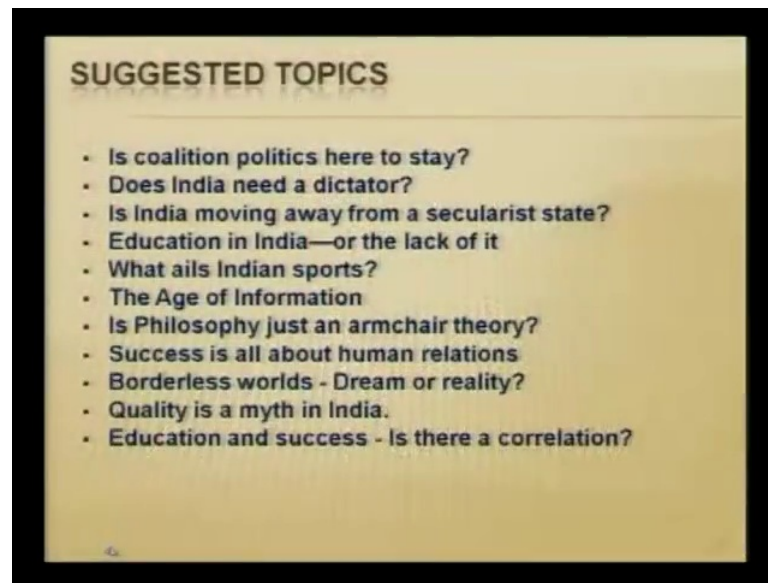 SUGGESTED TOPICS
• Is coalition politics here to stay?
• Does India need a dictator?
• Is India moving away from a secularist state?
• Education in India—or the lack of it
• What ails Indian sports?
• The Age of Information
• Is Philosophy just an armchair theory?
• Success is all about human relations
• Borderless worlds - Dream or reality?
• Quality is a myth in India.
• Education and success - Is there a correlation?